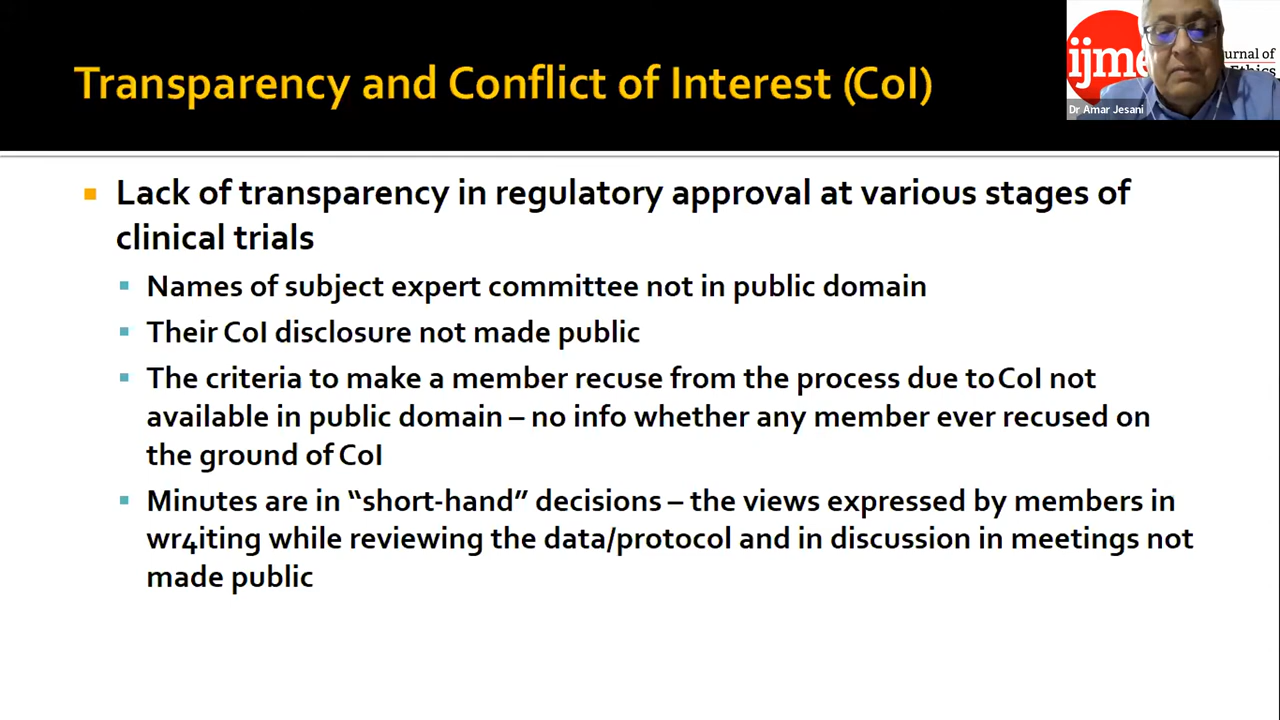 Transparency and Conflict of Interest (CoI)
ijme
urnal of
Ethics
Dr Amar Jesani
Lack of transparency in regulatory approval at various stages of
clinical trials
Names of subject expert committee not in public domain
Their CoI disclosure not made public
The criteria to make a member recuse from the process due to CoI not
available in public domain – no info whether any member ever recused on
the ground of CoI
Minutes are in “short-hand” decisions – the views expressed by members in
wr4iting while reviewing the data/protocol and in discussion in meetings not
made public